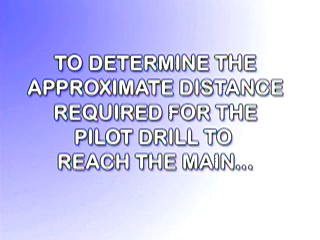 TO DETERMINE THE
APPROXIMATE DISTANCE
REQUIRED FOR THE
PILOT DRILL TO
REACH THE MAIN...